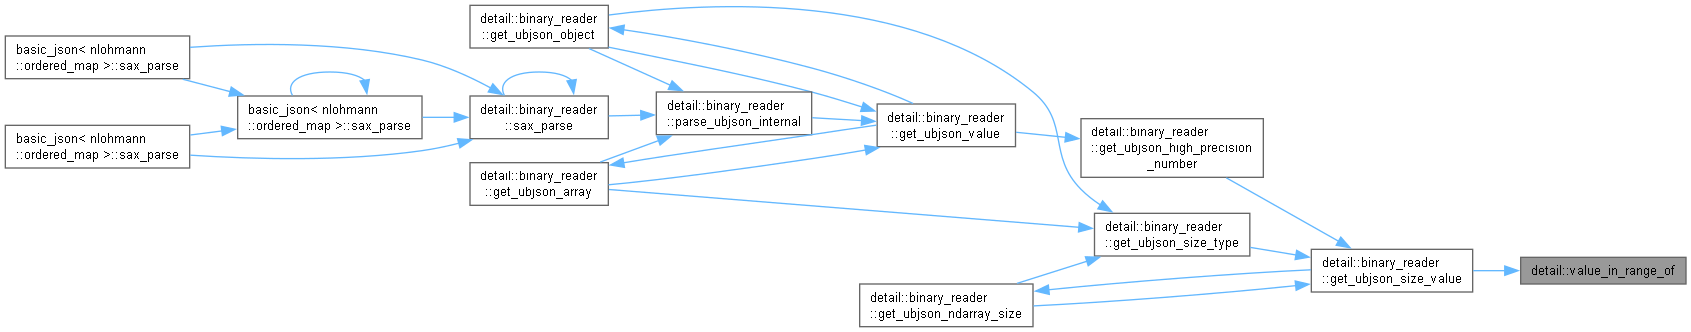 detail::binary_reader
::get_ubjson_object
basic_json< nlohmann
::ordered_map >::sax_parse
basic_json< nlohmann
::ordered_map >::sax_parse
detail::binary_reader
::sax_parse
detail::binary_reader
::parse_ubjson_internal
detail::binary_reader
::get_ubjson_value
detail::binary_reader
::get_ubjson_high_precision
_number
basic_json< nlohmann
::ordered_map >::sax_parse
detail::binary_reader
::get_ubjson_array
detail::binary_reader
::get_ubjson_size_type
detail::binary_reader
::get_ubjson_size_value
detail::value_in_range_of
detail::binary_reader
::get_ubjson_ndarray_size